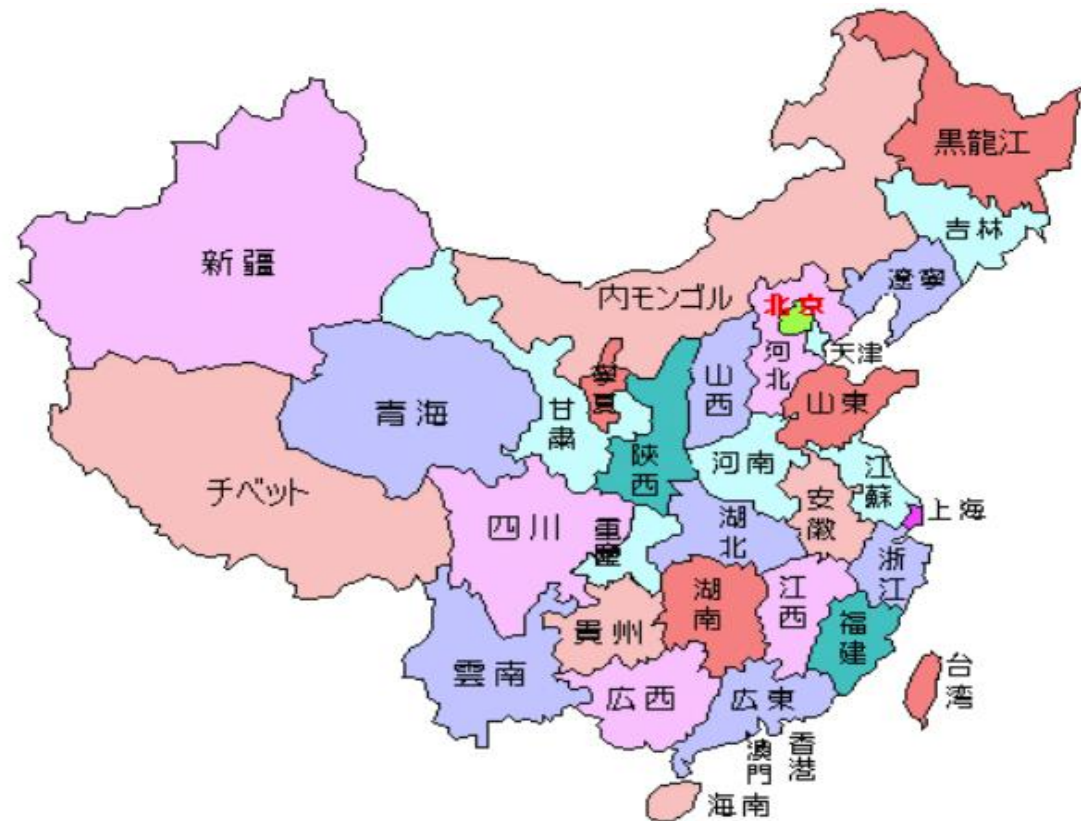 黒龍江
吉林
遼寧
新疆
内モンゴル
北京
天津
河北
山西
山東
寧夏
甘粛
青海
陝西
河南
江蘇
安徽
上海
チベット
四川
重慶
湖北
浙江
湖南
江西
福建
貴州
雲南
広西
広東
台湾
香港
澳門
海南